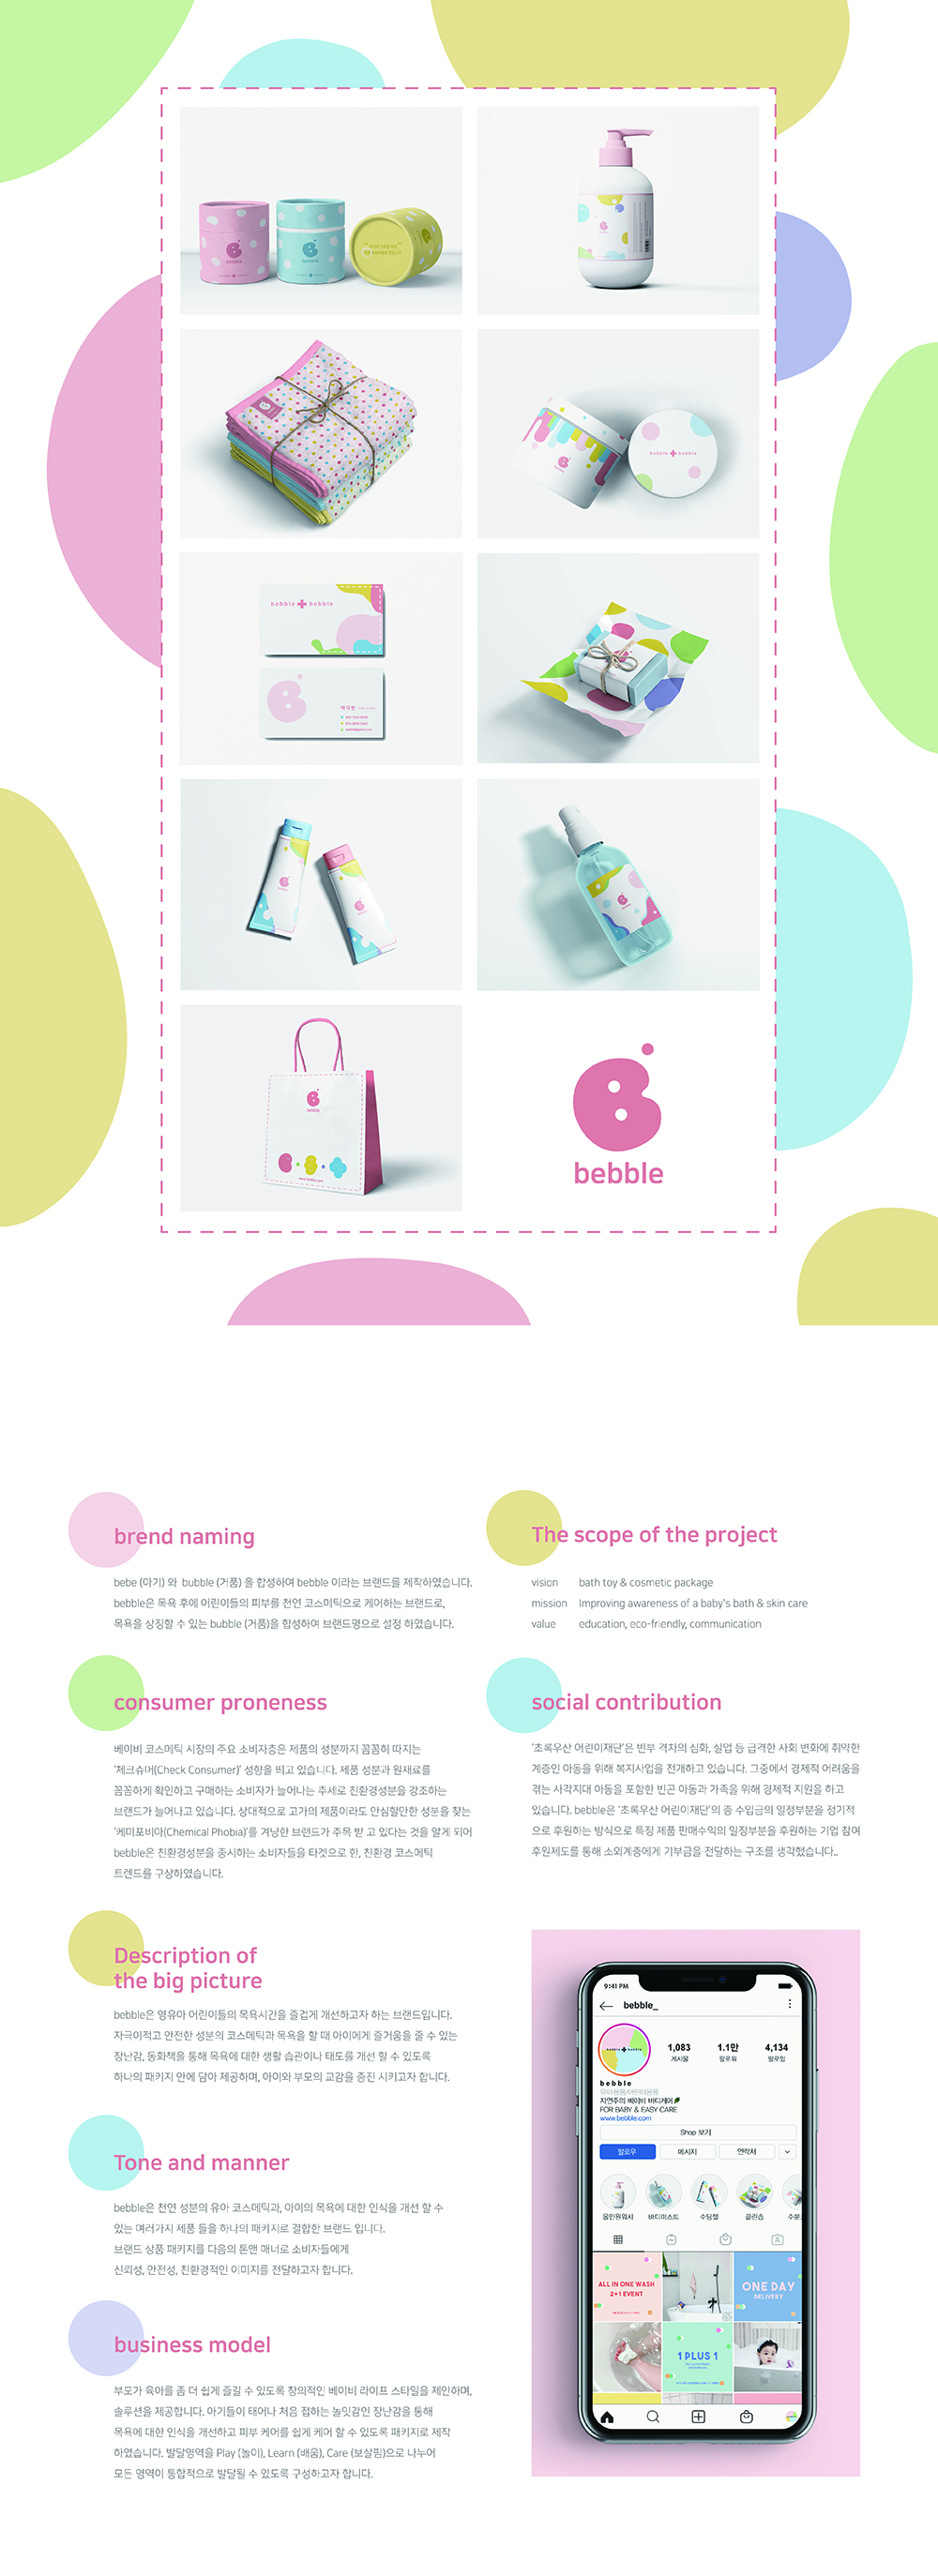 bebble
bebble
bebble
bebble + bebble
bebble
bebble + bebble
bebble
bebble
bebble
bebble
www.bebble.com
bebble
brend naming
bebe (아기) 와 bubble (거품) 을 합성하여 bebble 이라는 브랜드를 제작하였습니다.
bebble은 목욕 후에 어린이들의 피부를 천연 코스메틱으로 케어하는 브랜드로,
목욕을 상징할 수 있는 bubble (거품)을 합성하여 브랜드명으로 설정 하였습니다.
The scope of the project
vision bath toy & cosmetic package
mission Improving awareness of a baby's bath & skin care
value education, eco-friendly, communication
consumer proneness
베이비 코스메틱 시장의 주요 소비자층은 제품의 성분까지 꼼꼼히 따지는
'체크슈머(Check Consumer)' 성향을 띄고 있습니다. 제품 성분과 원재료를
꼼꼼하게 확인하고 구매하는 소비자가 늘어나는 추세로 친환경성분을 강조하는
브랜드가 늘어나고 있습니다. 상대적으로 고가의 제품이라도 안심할만한 성분을 찾는
'케미포비아(Chemical Phobia)'를 겨냥한 브랜드가 주목 받 고 있다는 것을 알게 되어
bebble은 친환경성분을 중시하는 소비자들을 타겟으로 한, 친환경 코스메틱
트렌드를 구상하였습니다.
social contribution
'초록우산 어린이재단'은 빈부 격차의 심화, 실업 등 급격한 사회 변화에 취약한
계층인 아동을 위해 복지사업을 전개하고 있습니다. 그중에서 경제적 어려움을
겪는 사각지대 아동을 포함한 빈곤 아동과 가족을 위해 경제적 지원을 하고
있습니다. bebble은 '초록우산 어린이재단'의 총 수입금의 일정부분을 정기적
으로 후원하는 방식으로 특정 제품 판매수익의 일정부분을 후원하는 기업 참여
후원제도를 통해 소외계층에게 기부금을 전달하는 구조를 생각했습니다..
Description of
the big picture
bebble은 영유아 어린이들의 목욕시간을 즐겁게 개선하고자 하는 브랜드입니다.
자극이적고 안전한 성분의 코스메틱과 목욕을 할 때 아이에게 즐거움을 줄 수 있는
장난감, 동화책을 통해 목욕에 대한 생활 습관이나 태도를 개선 할 수 있도록
하나의 패키지 안에 담아 제공하며, 아이와 부모의 교감을 증진 시키고자 합니다.
Tone and manner
bebble은 천연 성분의 유아 코스메틱과, 아이의 목욕에 대한 인식을 개선 할 수
있는 여러가지 제품 들을 하나의 패키지로 결합한 브랜드 입니다.
브랜드 상품 패키지를 다음의 톤앤 매너로 소비자들에게
신뢰성, 안전성, 친환경적인 이미지를 전달하고자 합니다.
business model
부모가 육아를 좀 더 쉽게 즐길 수 있도록 창의적인 베이비 라이프 스타일을 제안하며,
솔루션을 제공합니다. 아기들이 태어나 처음 접하는 놀잇감인 장난감을 통해
목욕에 대한 인식을 개선하고 피부 케어를 쉽게 케어 할 수 있도록 패키지로 제작
하였습니다. 발달영역을 Play (놀이), Learn (배움), Care (보살핌)으로 나누어
모든 영역이 통합적으로 발달될 수 있도록 구성하고자 합니다.
9:41 PM
bebble_
1,083 1.1만 4,134
게시물 팔로워 팔로잉
bebble
유아용품/어린이용품
자연주의 베이비 바디케어
FOR BABY & EASY CARE
www.bebble.com
Shop 보기
팔로우 메시지 연락처
올인원워시 바디미스트 수딩젤 클린솝 수분
ALL IN ONE WASH
2+1 EVENT
ONE DAY
DELIVERY
1 PLUS 1